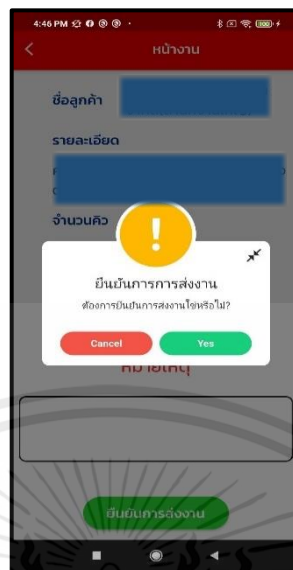 4:46 PM
100
หน้างาน
ชื่อลูกค้า
รายละเอียด
จำนวนคิว
!
ยืนยันการการส่งงาน
ต้องการยืนยันการส่งงานใช่หรือไม่?
Cancel
Yes
หมายเหตุ
ยืนยันการส่งงาน